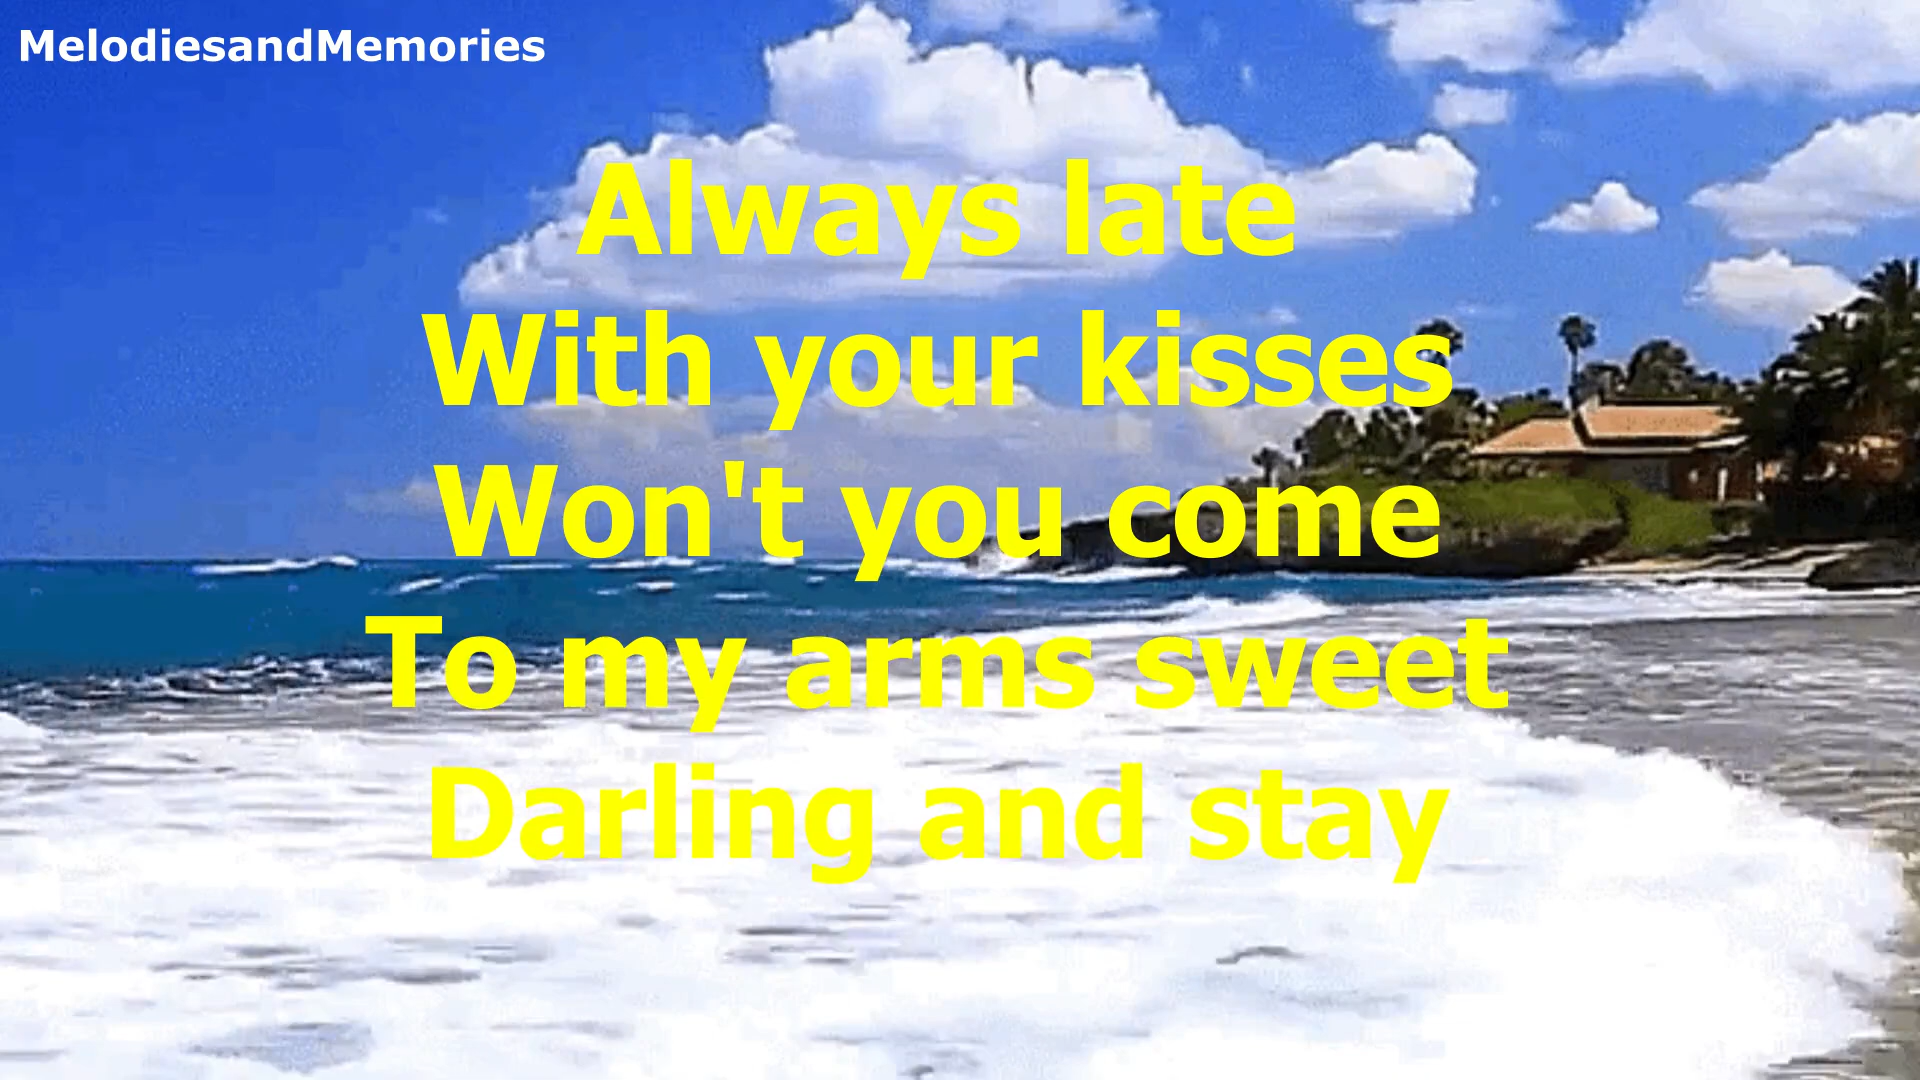 MelodiesandMemories
Always late
With your kisses
Won't you come
To my arms sweet
Darling and stay